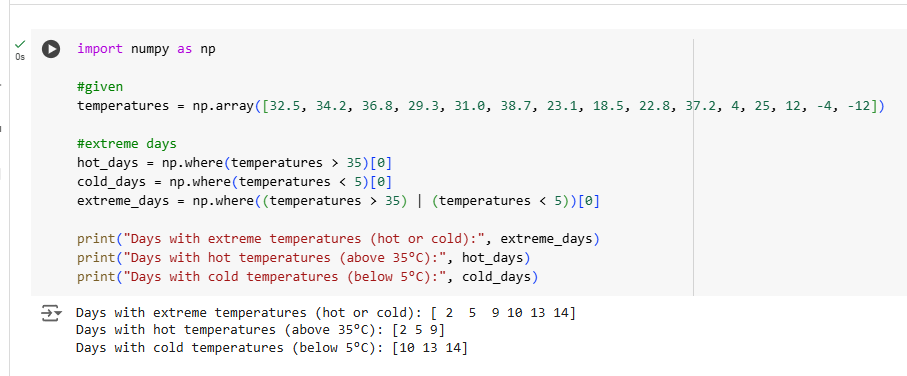 import numpy as np
0s
#given
temperatures = np.array([32.5, 34.2, 36.8, 29.3, 31.0, 38.7, 23.1, 18.5, 22.8, 37.2, 4, 25, 12, -4, -12])
#extreme days
hot_days = np.where(temperatures > 35)[0]
cold_days = np.where(temperatures < 5)[0]
extreme_days = np.where((temperatures > 35) | (temperatures < 5))[0]
print("Days with extreme temperatures (hot or cold):", extreme_days)
print("Days with hot temperatures (above 35°C):", hot_days)
print("Days with cold temperatures (below 5°C):", cold_days)
Days with extreme temperatures (hot or cold): [ 2  5  9 10 13 14]
Days with hot temperatures (above 35°C): [2 5 9]
Days with cold temperatures (below 5°C): [10 13 14]